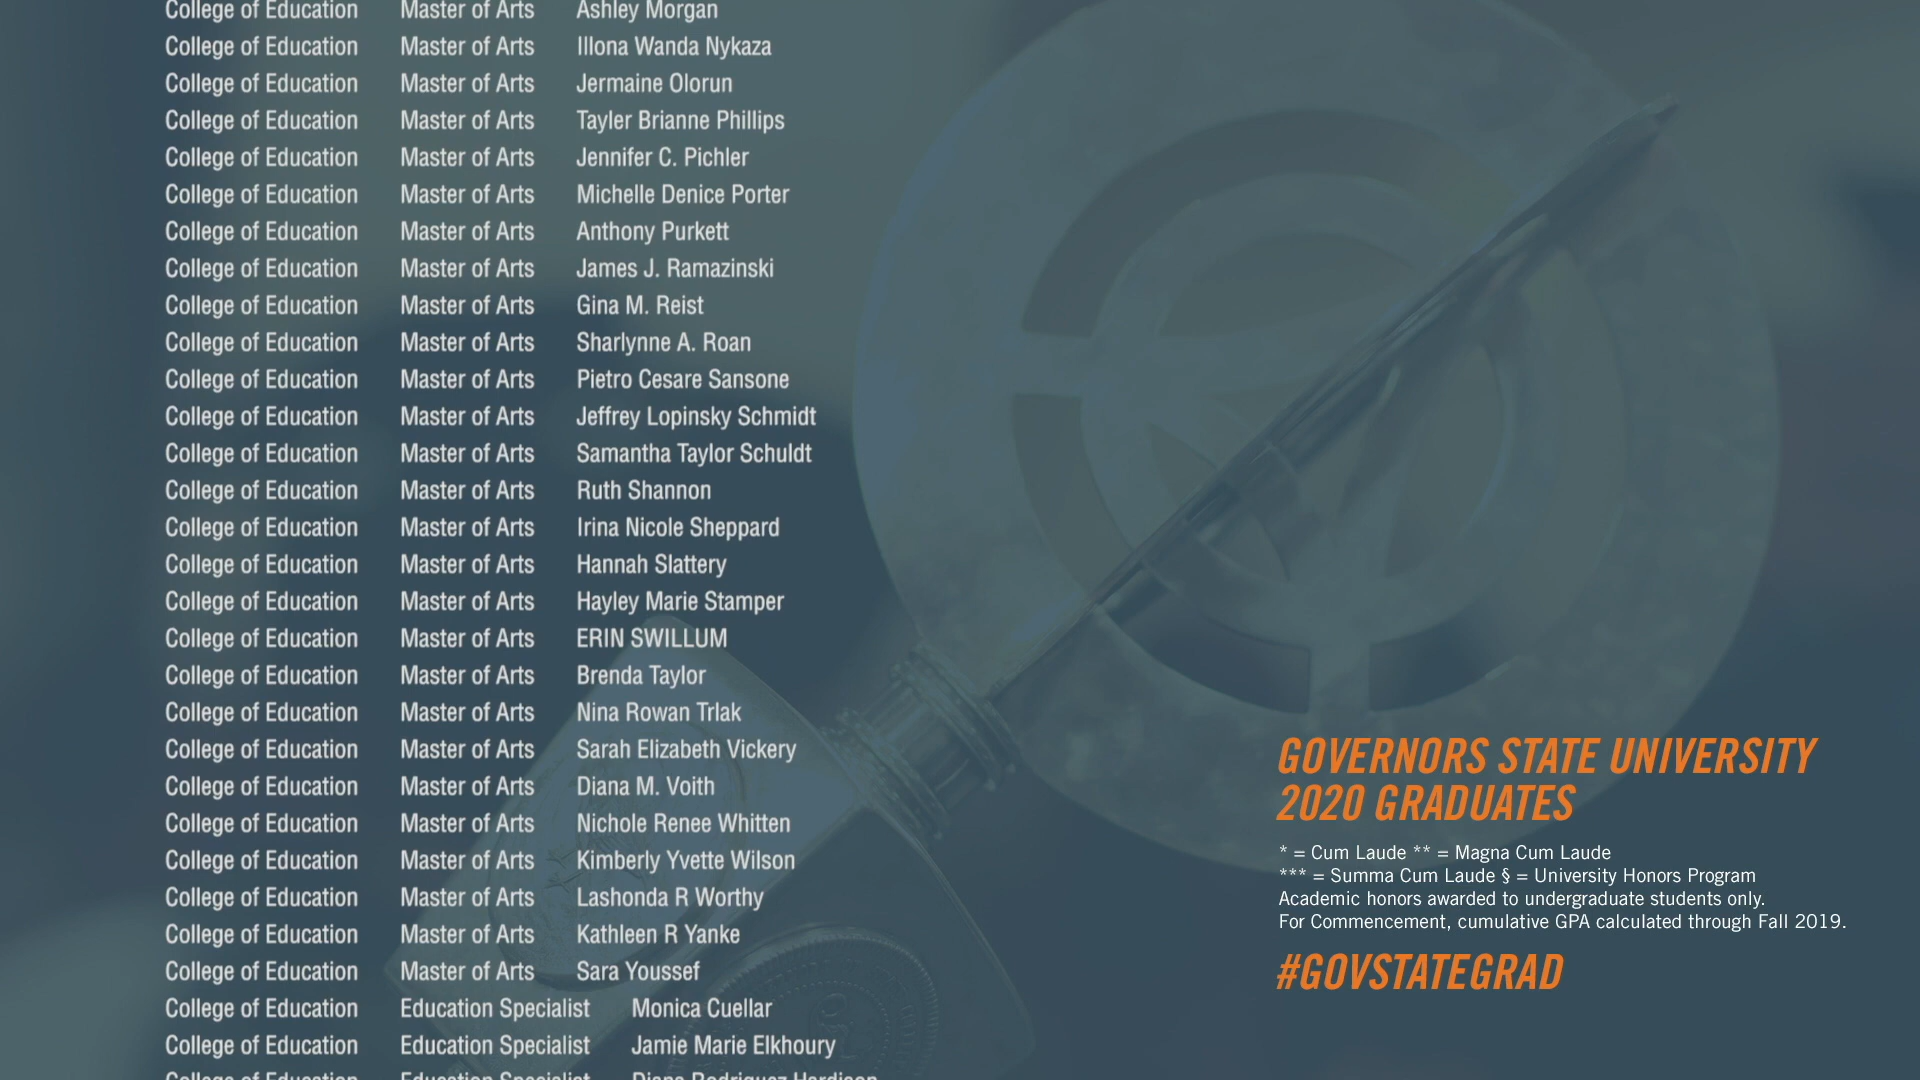 College of Education Master of Arts Ashley Morgan
College of Education Master of Arts Illona Wanda Nykaza
College of Education Master of Arts Jermaine Olorun
College of Education Master of Arts Tayler Brianne Phillips
College of Education Master of Arts Jennifer C. Pichler
College of Education Master of Arts Michelle Denice Porter
College of Education Master of Arts Anthony Purkett
College of Education Master of Arts James J. Ramazinski
College of Education Master of Arts Gina M. Reist
College of Education Master of Arts Sharlynne A. Roan
College of Education Master of Arts Pietro Cesare Sansone
College of Education Master of Arts Jeffrey Lopinsky Schmidt
College of Education Master of Arts Samantha Taylor Schuldt
College of Education Master of Arts Ruth Shannon
College of Education Master of Arts Irina Nicole Sheppard
College of Education Master of Arts Hannah Slattery
College of Education Master of Arts Hayley Marie Stamper
College of Education Master of Arts ERIN SWILLUM
College of Education Master of Arts Brenda Taylor
College of Education Master of Arts Nina Rowan Trlak
College of Education Master of Arts Sarah Elizabeth Vickery
College of Education Master of Arts Diana M. Voith
College of Education Master of Arts Nichole Renee Whitten
College of Education Master of Arts Kimberly Yvette Wilson
College of Education Master of Arts Lashonda R Worthy
College of Education Master of Arts Kathleen R Yanke
College of Education Master of Arts Sara Youssef
College of Education Education Specialist Monica Cuellar
College of Education Education Specialist Jamie Marie Elkhoury
College of Education Education Specialist Diana Rodriguez Hardison
GOVERNORS STATE UNIVERSITY
2020 GRADUATES
* = Cum Laude ** = Magna Cum Laude
*** = Summa Cum Laude § = University Honors Program
Academic honors awarded to undergraduate students only.
For Commencement, cumulative GPA calculated through Fall 2019.
#GOVSTATEGRAD